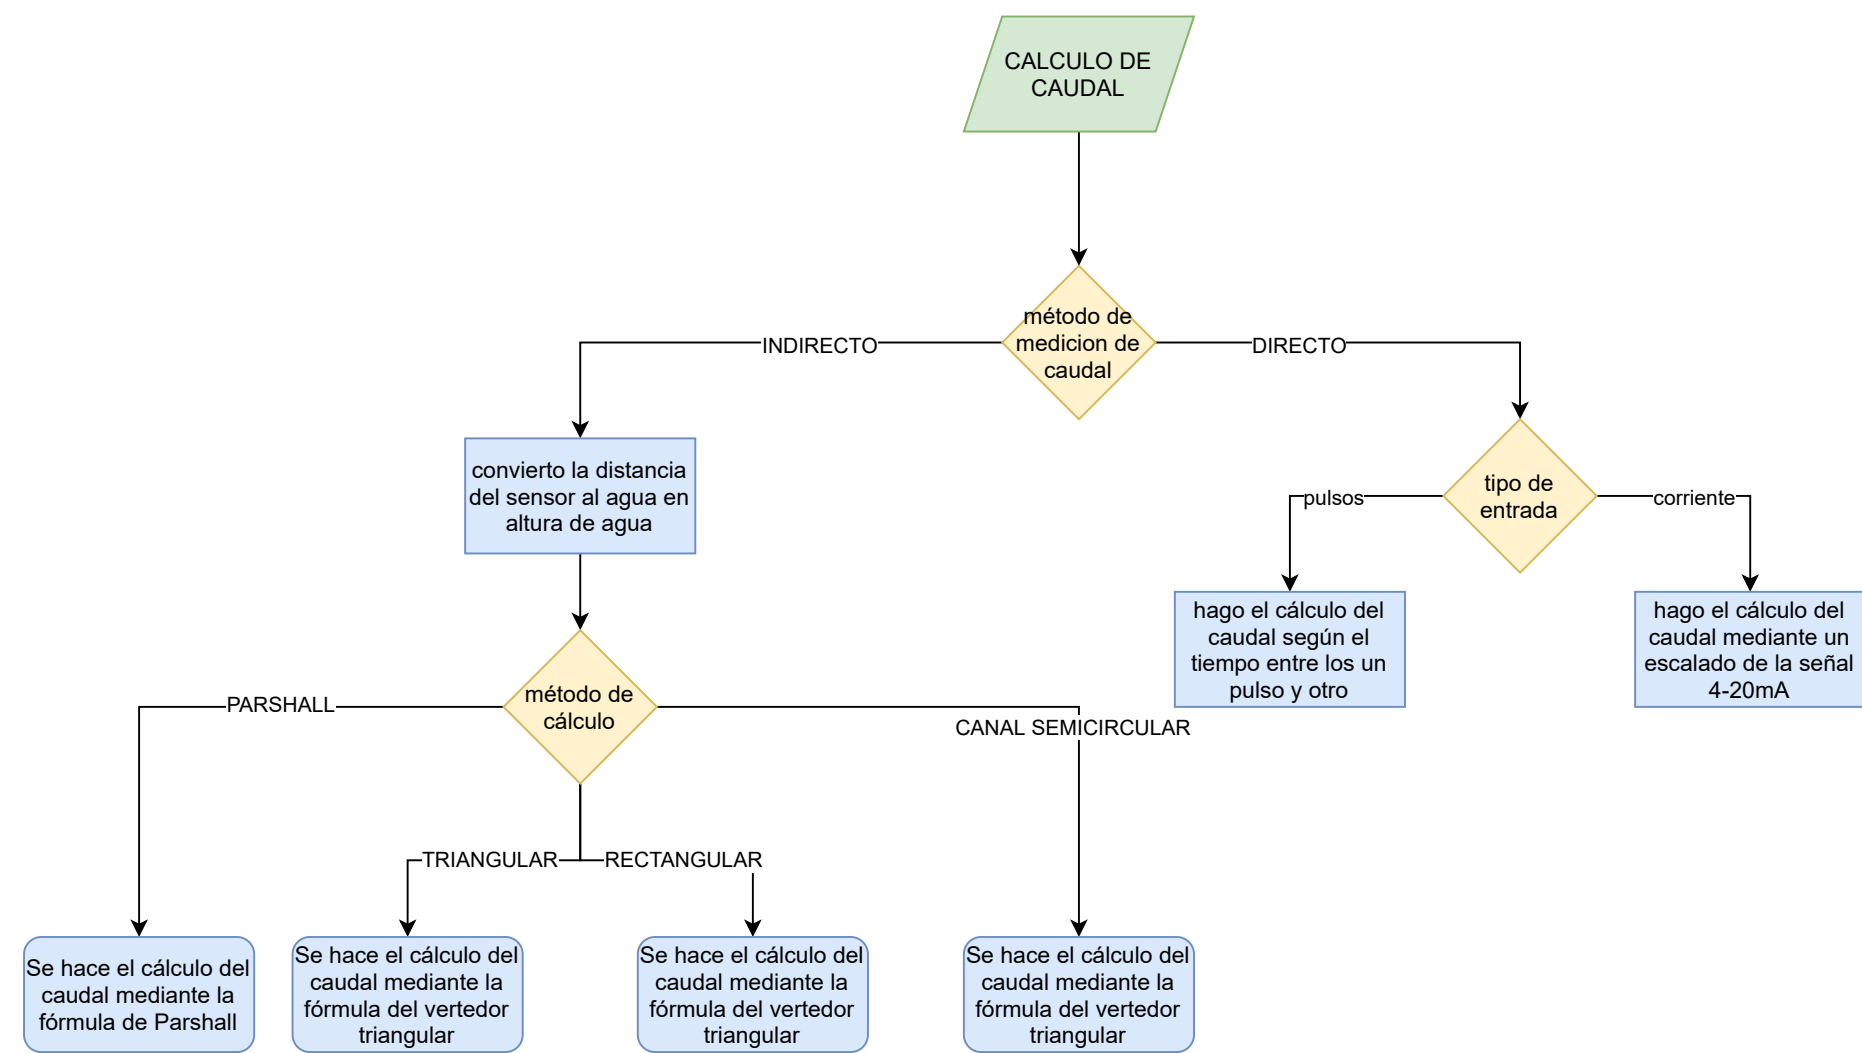 CALCULO DE
CAUDAL
método de
medicion de
caudal
INDIRECTO
DIRECTO
convierto la distancia
del sensor al agua en
altura de agua
tipo de
entrada
pulsos
corriente
hago el cálculo del
caudal según el
tiempo entre los un
pulso y otro
hago el cálculo del
caudal mediante un
escalado de la señal
4-20mA
método de
cálculo
PARSHALL
CANAL SEMICIRCULAR
TRIANGULAR
RECTANGULAR
Se hace el cálculo del
caudal mediante la
fórmula de Parshall
Se hace el cálculo del
caudal mediante la
fórmula del vertedor
triangular
Se hace el cálculo del
caudal mediante la
fórmula del vertedor
triangular
Se hace el cálculo del
caudal mediante la
fórmula del vertedor
triangular